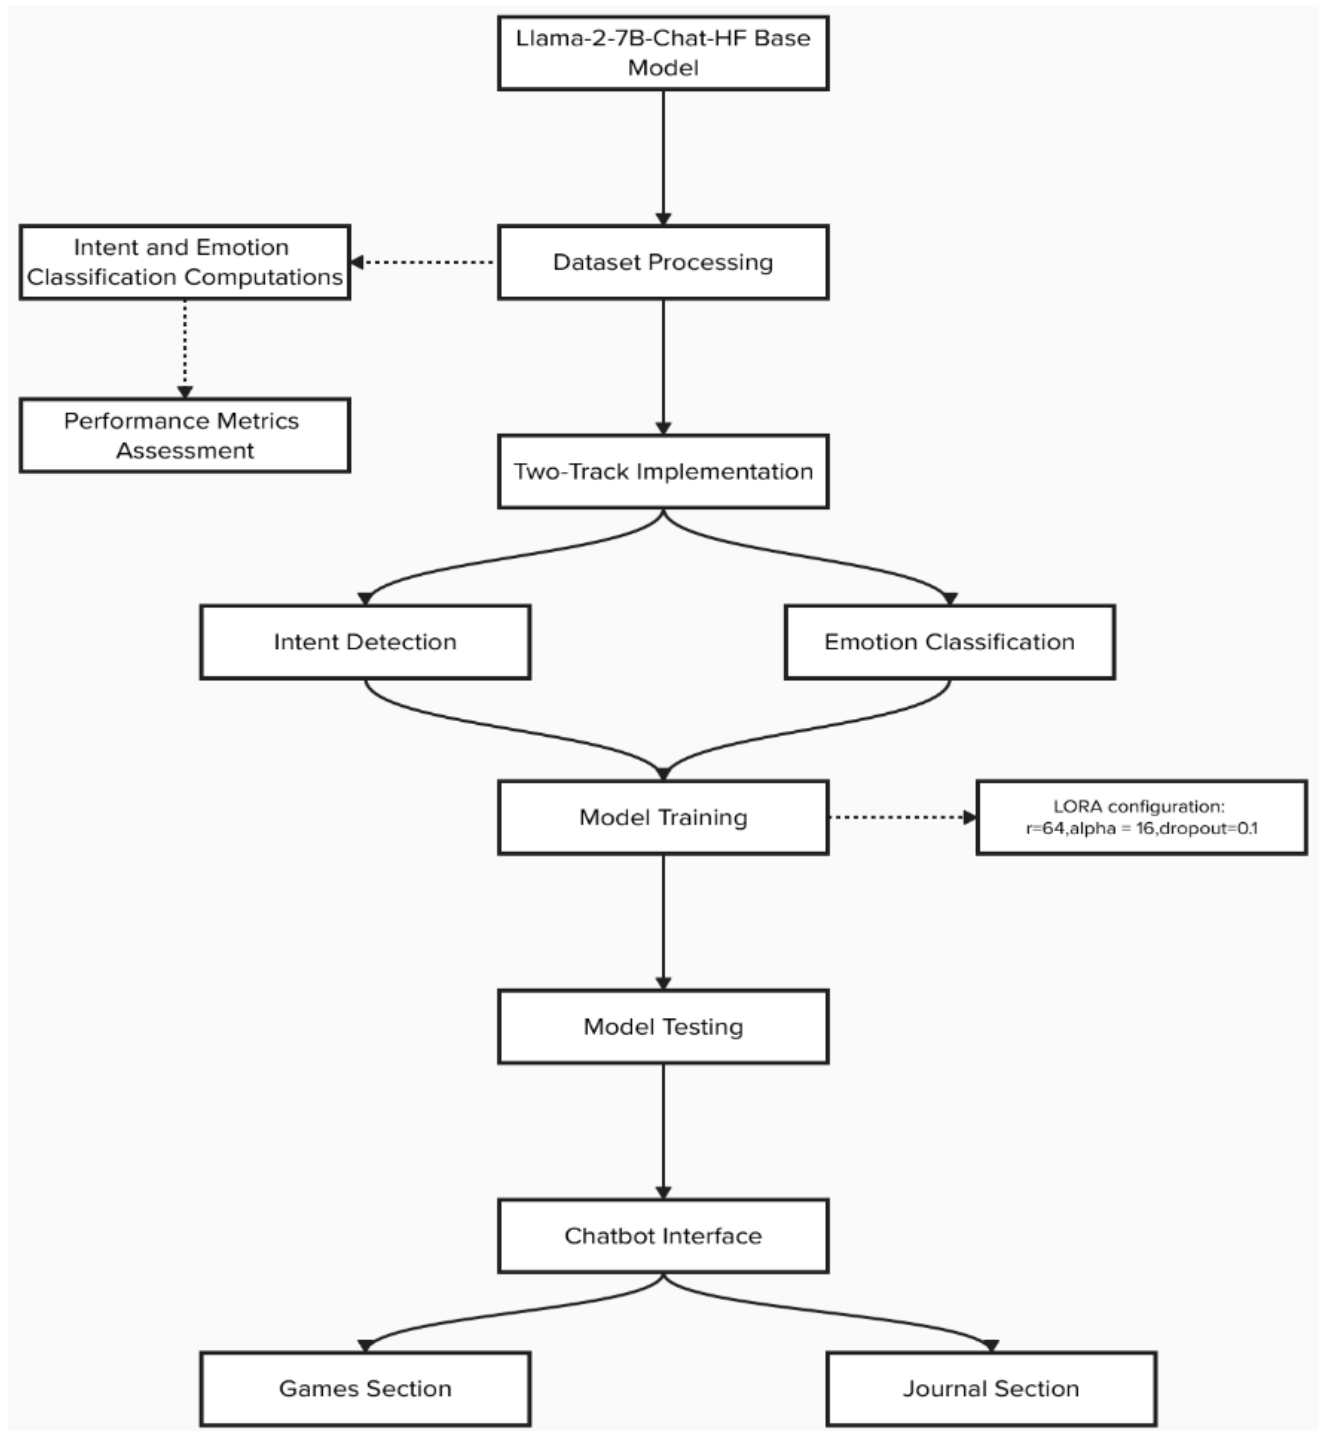 Llama-2-7B-Chat-HF Base
Model
Intent and Emotion
Classification Computations
Dataset Processing
Performance Metrics
Assessment
Two-Track Implementation
Intent Detection
Emotion Classification
Model Training
LORA configuration:
r=64,alpha = 16,dropout=0.1
Model Testing
Chatbot Interface
Games Section
Journal Section